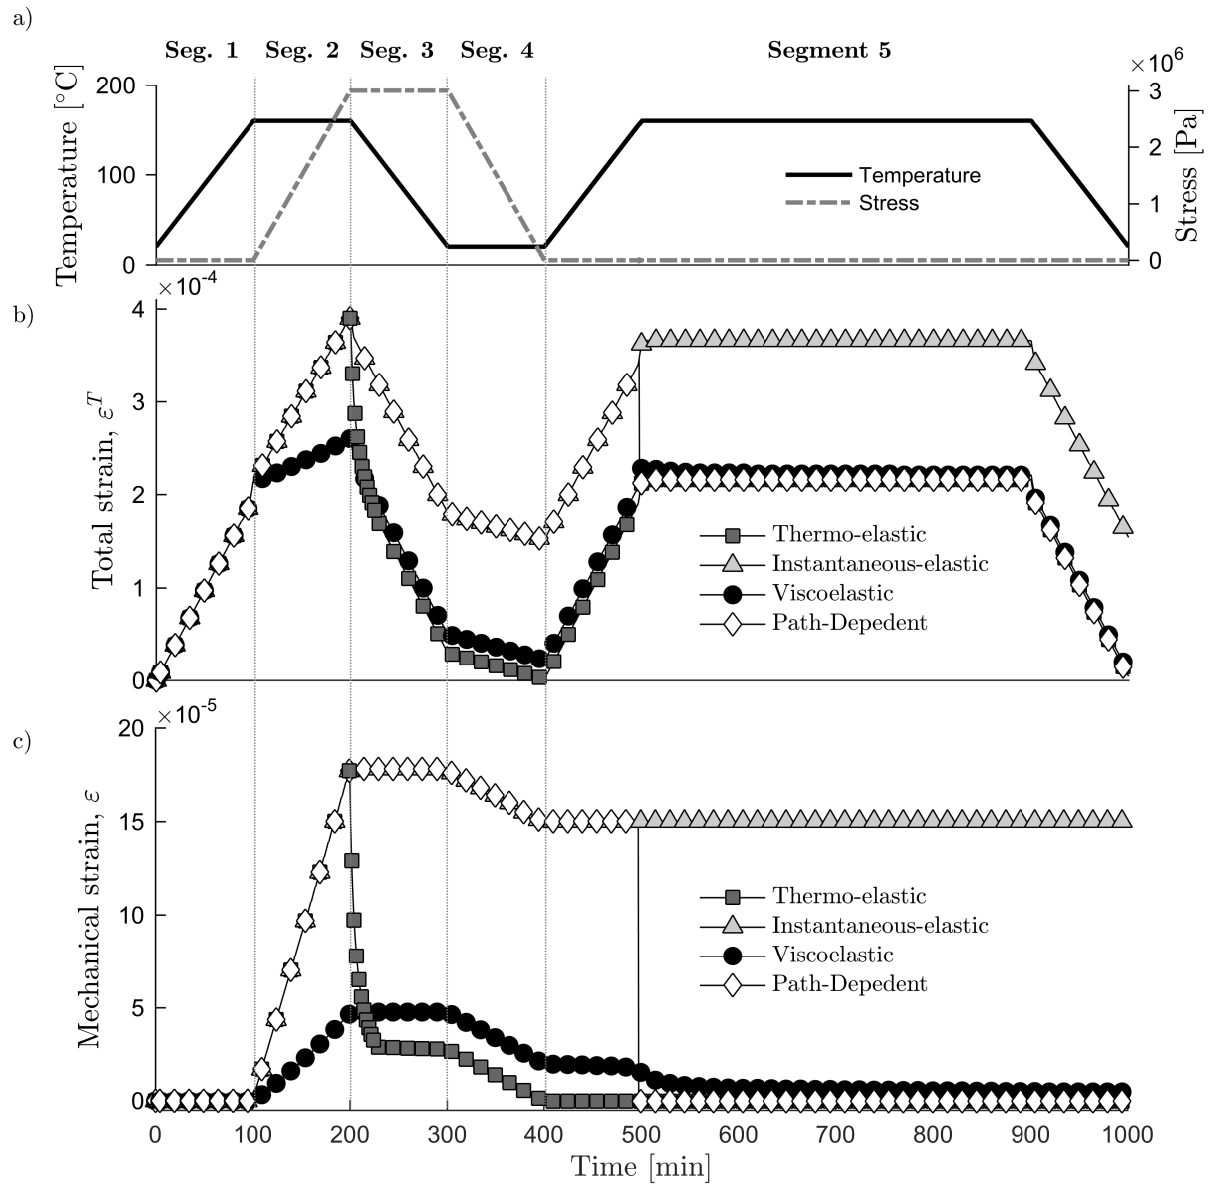 a)
Seg. 1 Seg. 2 Seg. 3 Seg. 4 Segment 5
×10⁶
Temperature [°C]
200
100
0
Temperature
Stress
3
2
1
0
Stress [Pa]
b)
×10⁻⁴
Total strain, ε^T
4
3
2
1
0
Thermo-elastic
Instantaneous-elastic
Viscoelastic
Path-Depedent
c)
×10⁻⁵
Mechanical strain, ε
20
15
10
5
0
Thermo-elastic
Instantaneous-elastic
Viscoclastic
Path-Depedent
0 100 200 300 400 500 600 700 800 900 1000
Time [min]